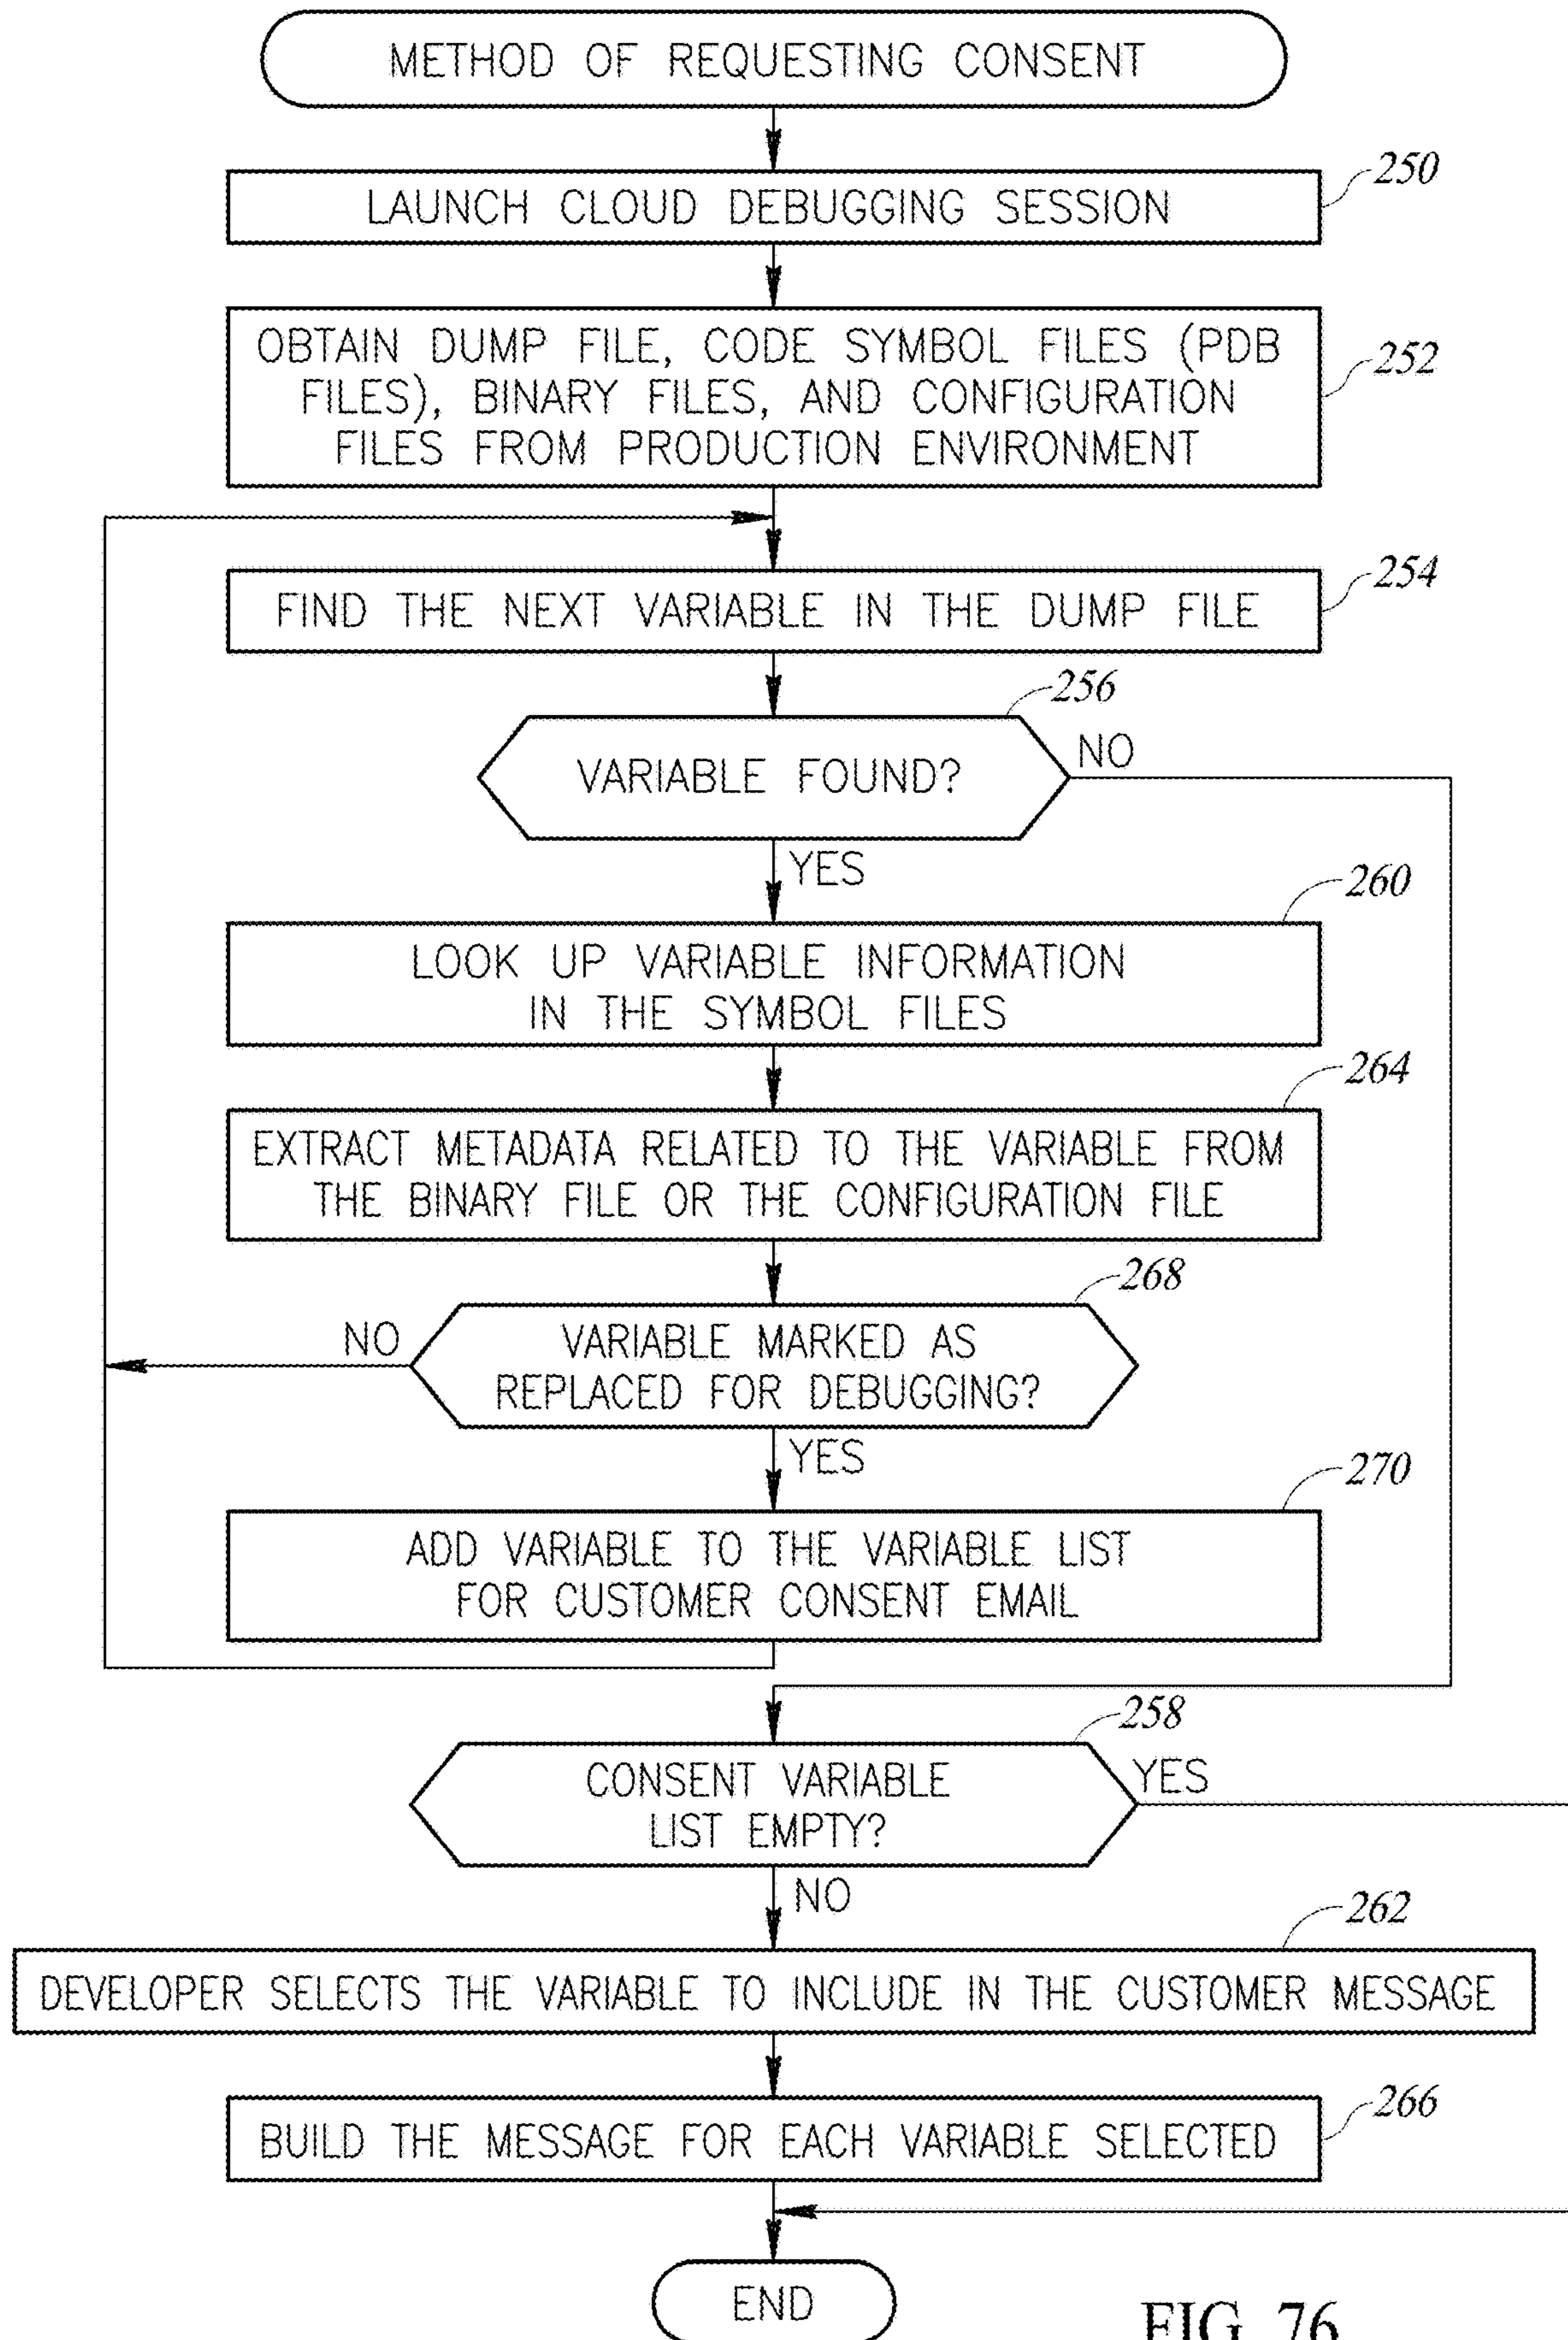 METHOD OF REQUESTING CONSENT
LAUNCH CLOUD DEBUGGING SESSION
250
OBTAIN DUMP FILE, CODE SYMBOL FILES (PDB
FILES), BINARY FILES, AND CONFIGURATION
FILES FROM PRODUCTION ENVIRONMENT
252
FIND THE NEXT VARIABLE IN THE DUMP FILE
254
VARIABLE FOUND?
256
NO
YES
LOOK UP VARIABLE INFORMATION
IN THE SYMBOL FILES
260
EXTRACT METADATA RELATED TO THE VARIABLE FROM
THE BINARY FILE OR THE CONFIGURATION FILE
264
VARIABLE MARKED AS
REPLACED FOR DEBUGGING?
268
NO
YES
ADD VARIABLE TO THE VARIABLE LIST
FOR CUSTOMER CONSENT EMAIL
270
CONSENT VARIABLE
LIST EMPTY?
258
YES
NO
DEVELOPER SELECTS THE VARIABLE TO INCLUDE IN THE CUSTOMER MESSAGE
262
BUILD THE MESSAGE FOR EACH VARIABLE SELECTED
266
END
FIG. 76